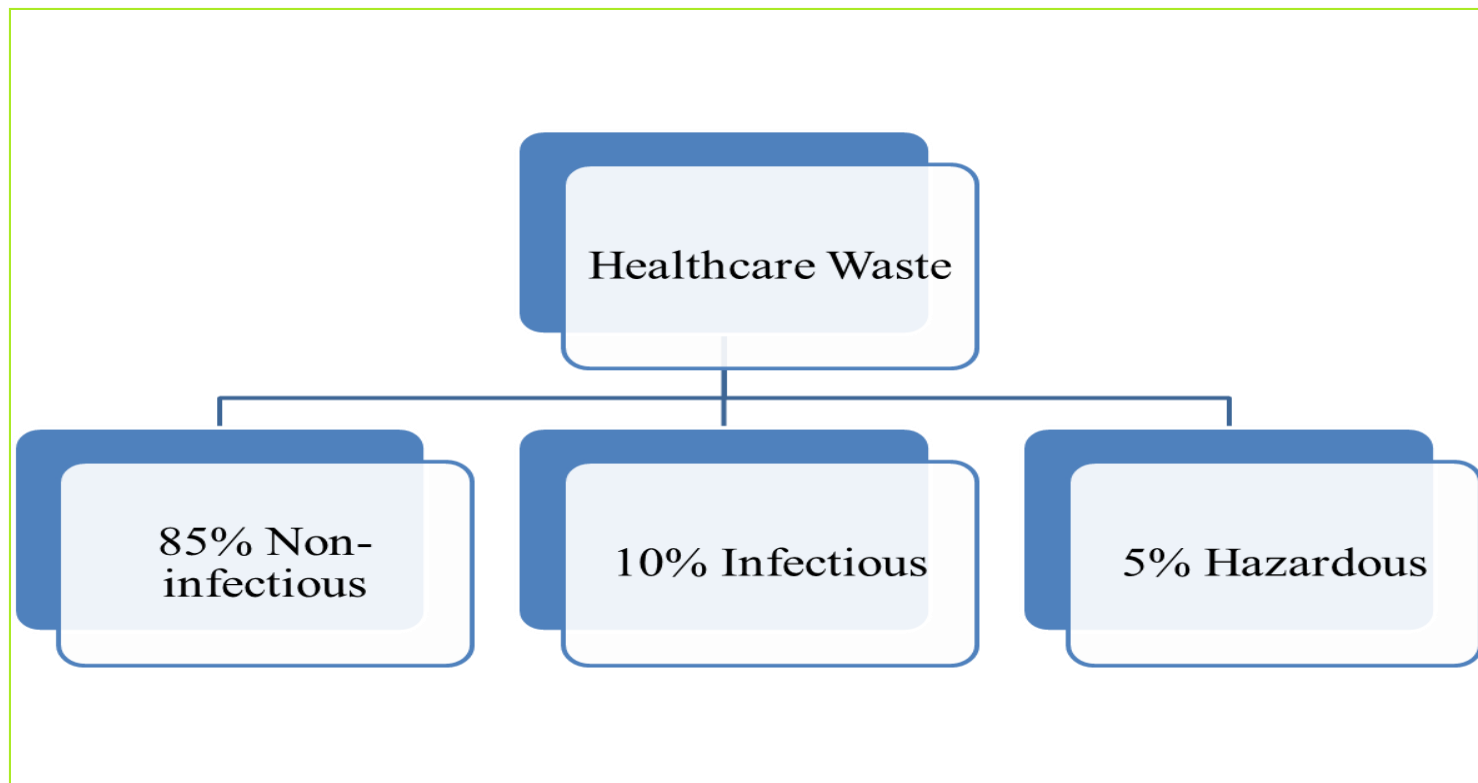 Healthcare Waste
85% Non-
infectious
10% Infectious
5% Hazardous